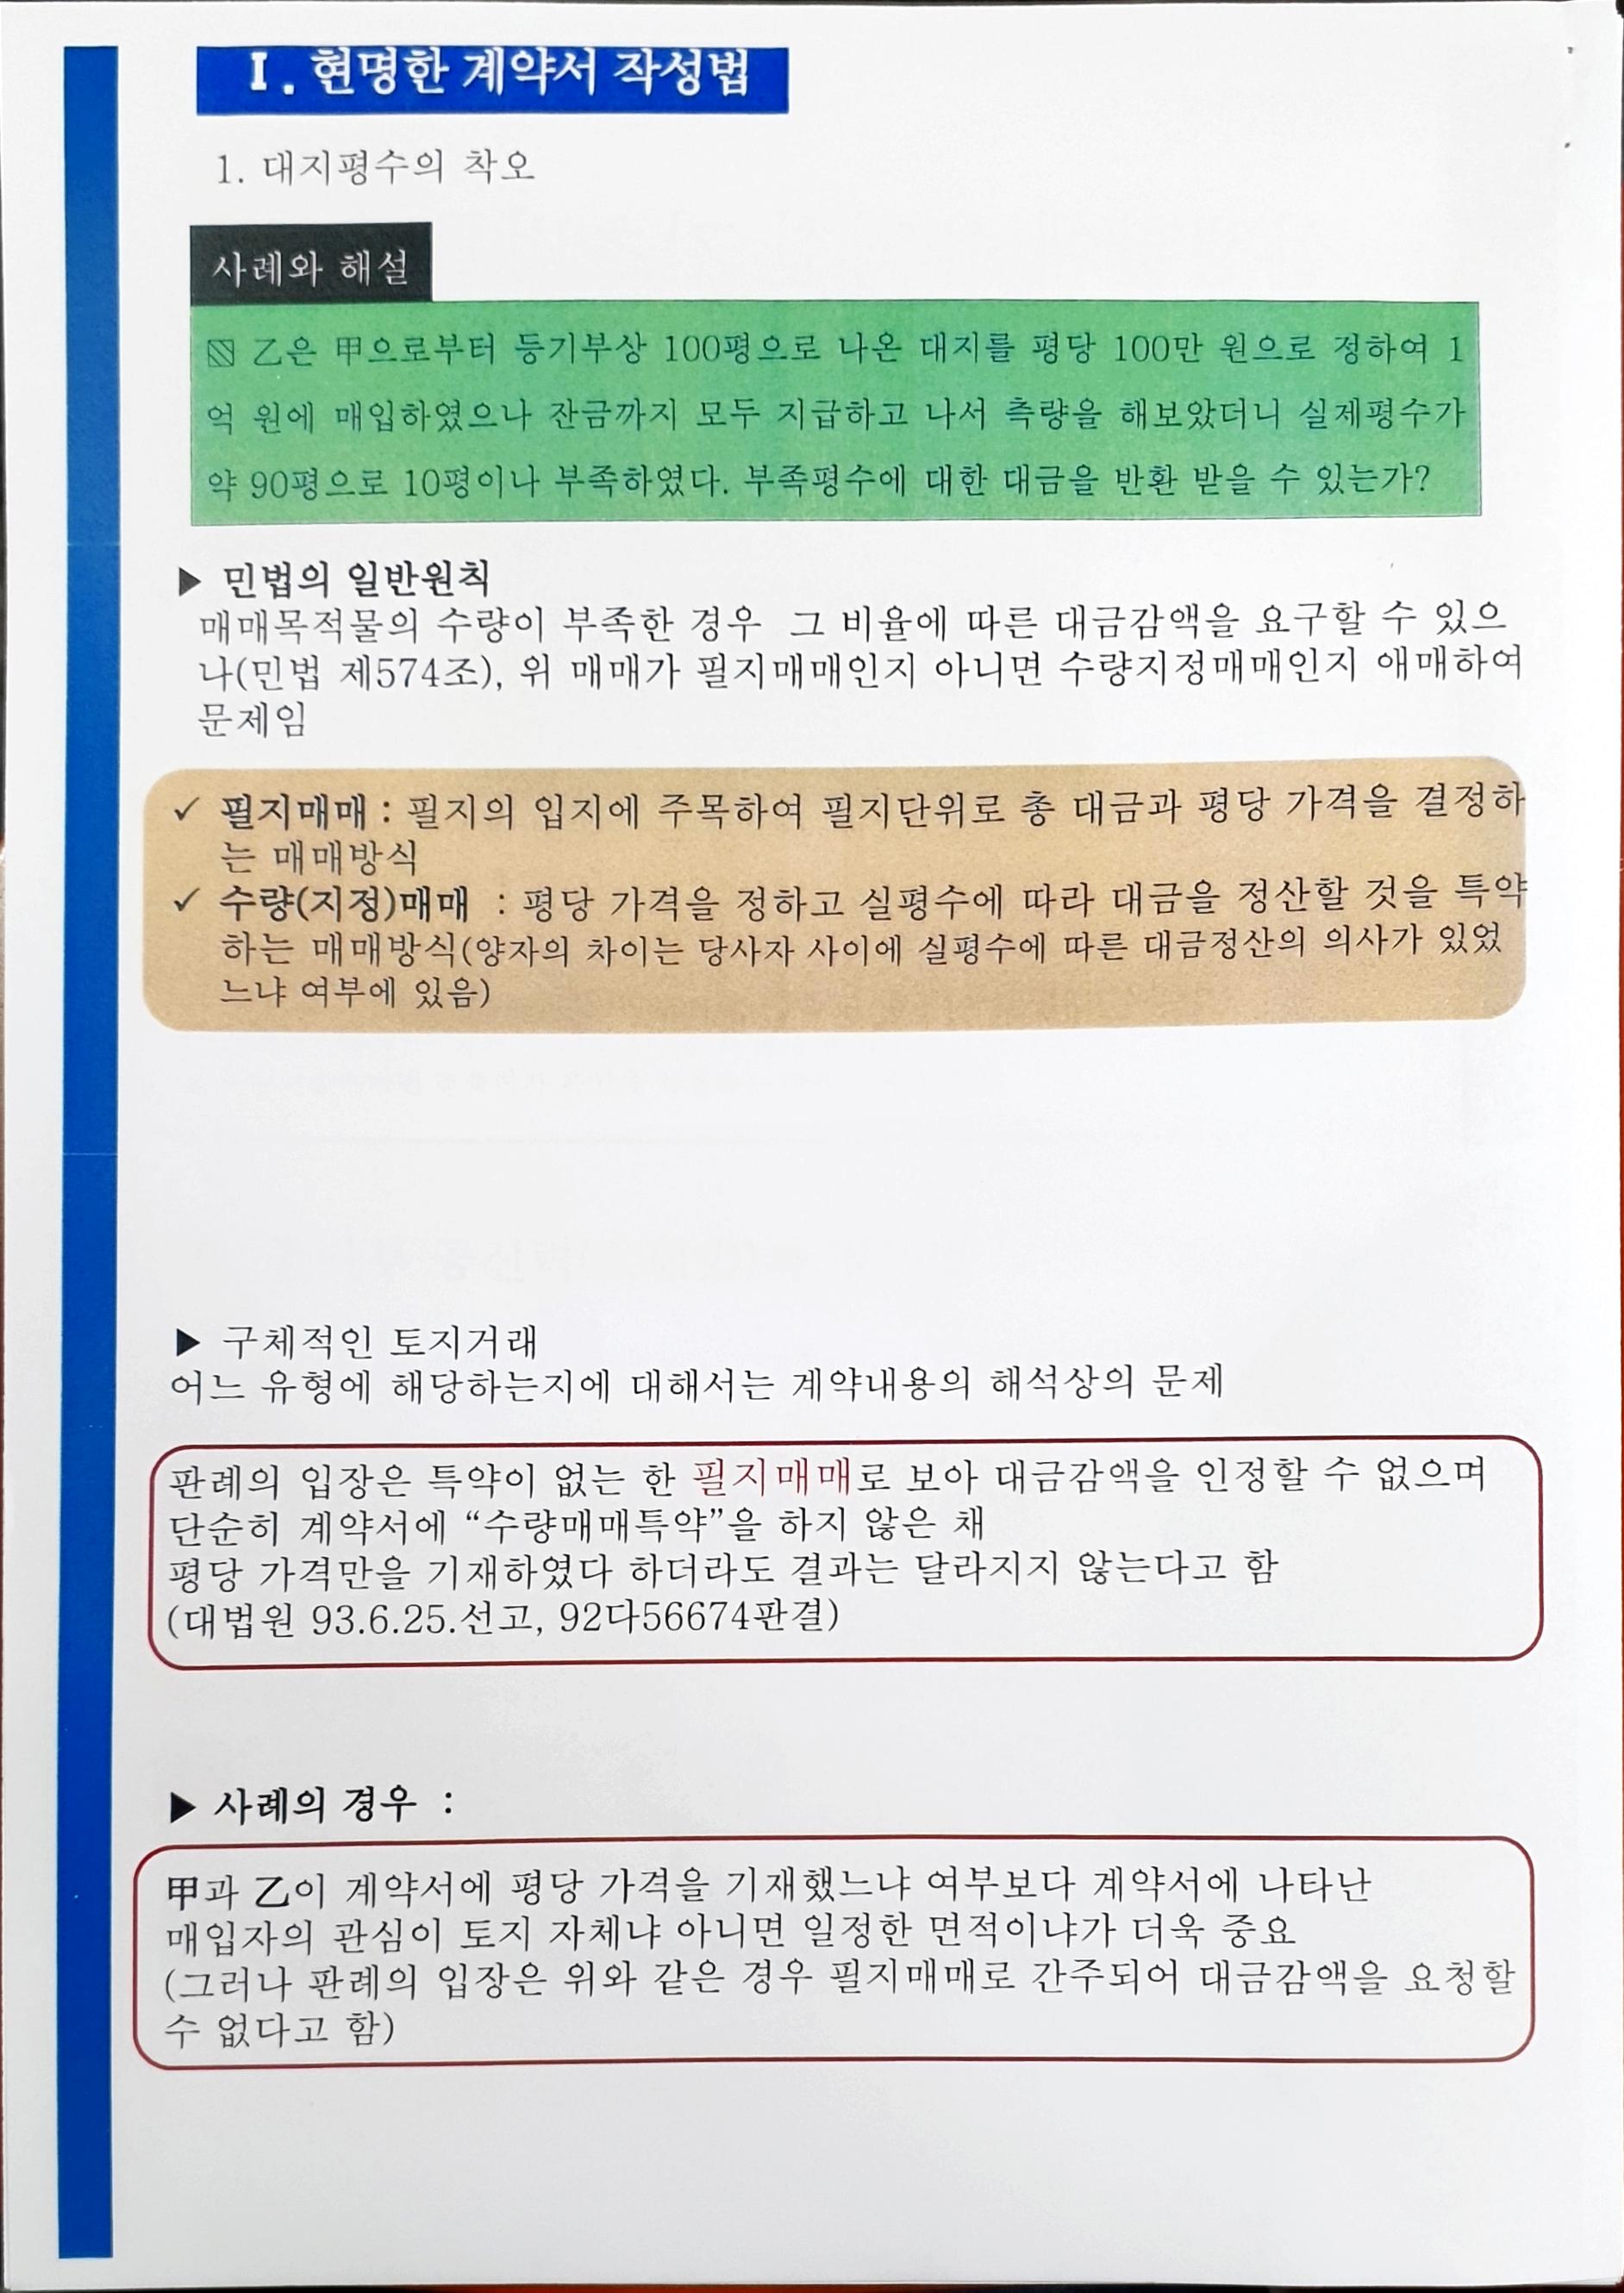 I. 현명한 계약서 작성법
1. 대지평수의 착오
사례와 해설
▧ 乙은 甲으로부터 등기부상 100평으로 나온 대지를 평당 100만 원으로 정하여 1
억 원에 매입하였으나 잔금까지 모두 지급하고 나서 측량을 해보았더니 실제평수가
약 90평으로 10평이나 부족하였다. 부족평수에 대한 대금을 반환 받을 수 있는가?
▶ 민법의 일반원칙
매매목적물의 수량이 부족한 경우 그 비율에 따른 대금감액을 요구할 수 있으
나(민법 제574조), 위 매매가 필지매매인지 아니면 수량지정매매인지 애매하여
문제임
✓ 필지매매 : 필지의 입지에 주목하여 필지단위로 총 대금과 평당 가격을 결정하
는 매매방식
✓ 수량(지정)매매 : 평당 가격을 정하고 실평수에 따라 대금을 정산할 것을 특약
하는 매매방식(양자의 차이는 당사자 사이에 실평수에 따른 대금정산의 의사가 있었
느냐 여부에 있음)
▶ 구체적인 토지거래
어느 유형에 해당하는지에 대해서는 계약내용의 해석상의 문제
판례의 입장은 특약이 없는 한 필지매매로 보아 대금감액을 인정할 수 없으며
단순히 계약서에 “수량매매특약”을 하지 않은 채
평당 가격만을 기재하였다 하더라도 결과는 달라지지 않는다고 함
(대법원 93.6.25.선고, 92다56674판결)
▶ 사례의 경우 :
甲과 乙이 계약서에 평당 가격을 기재했느냐 여부보다 계약서에 나타난
매입자의 관심이 토지 자체냐 아니면 일정한 면적이냐가 더욱 중요
(그러나 판례의 입장은 위와 같은 경우 필지매매로 간주되어 대금감액을 요청할
수 없다고 함)